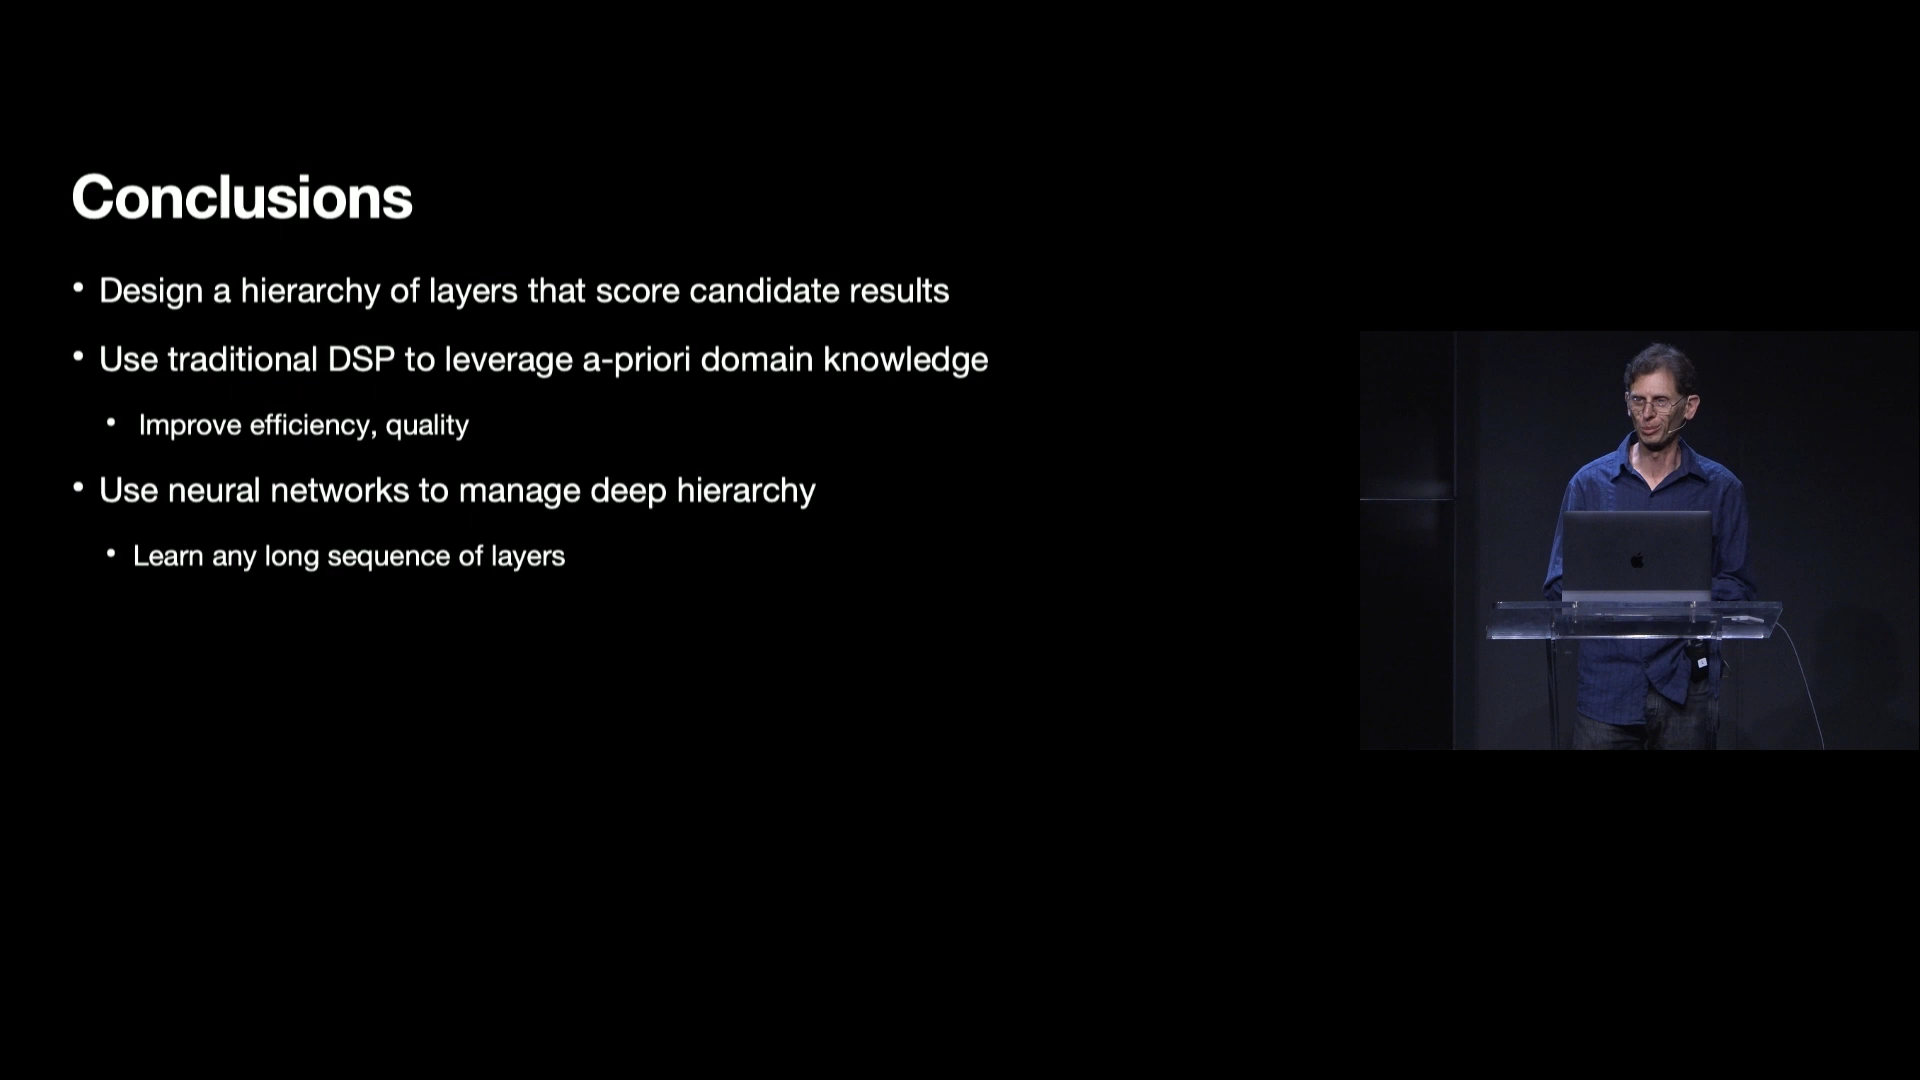 Conclusions
• Design a hierarchy of layers that score candidate results
• Use traditional DSP to leverage a-priori domain knowledge
• Improve efficiency, quality
• Use neural networks to manage deep hierarchy
• Learn any long sequence of layers